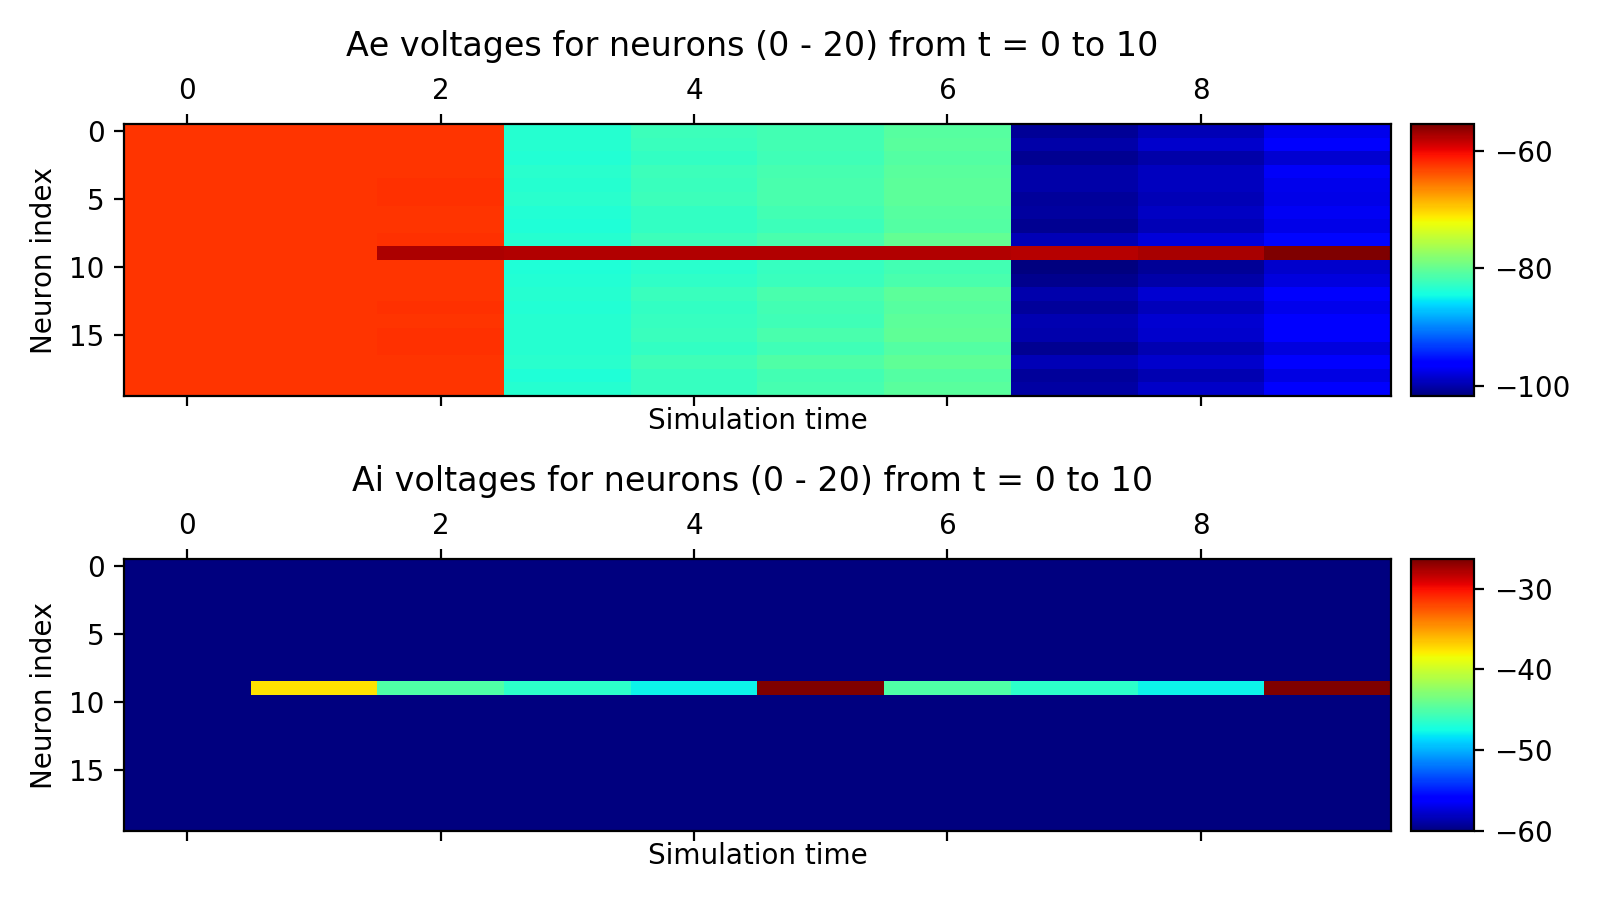 Ae voltages for neurons (0 - 20) from t = 0 to 10
0 2 4 6 8
0
5
10
15
Neuron index
Simulation time
−60
−80
−100
Ai voltages for neurons (0 - 20) from t = 0 to 10
0 2 4 6 8
0
5
10
15
Neuron index
Simulation time
−30
−40
−50
−60